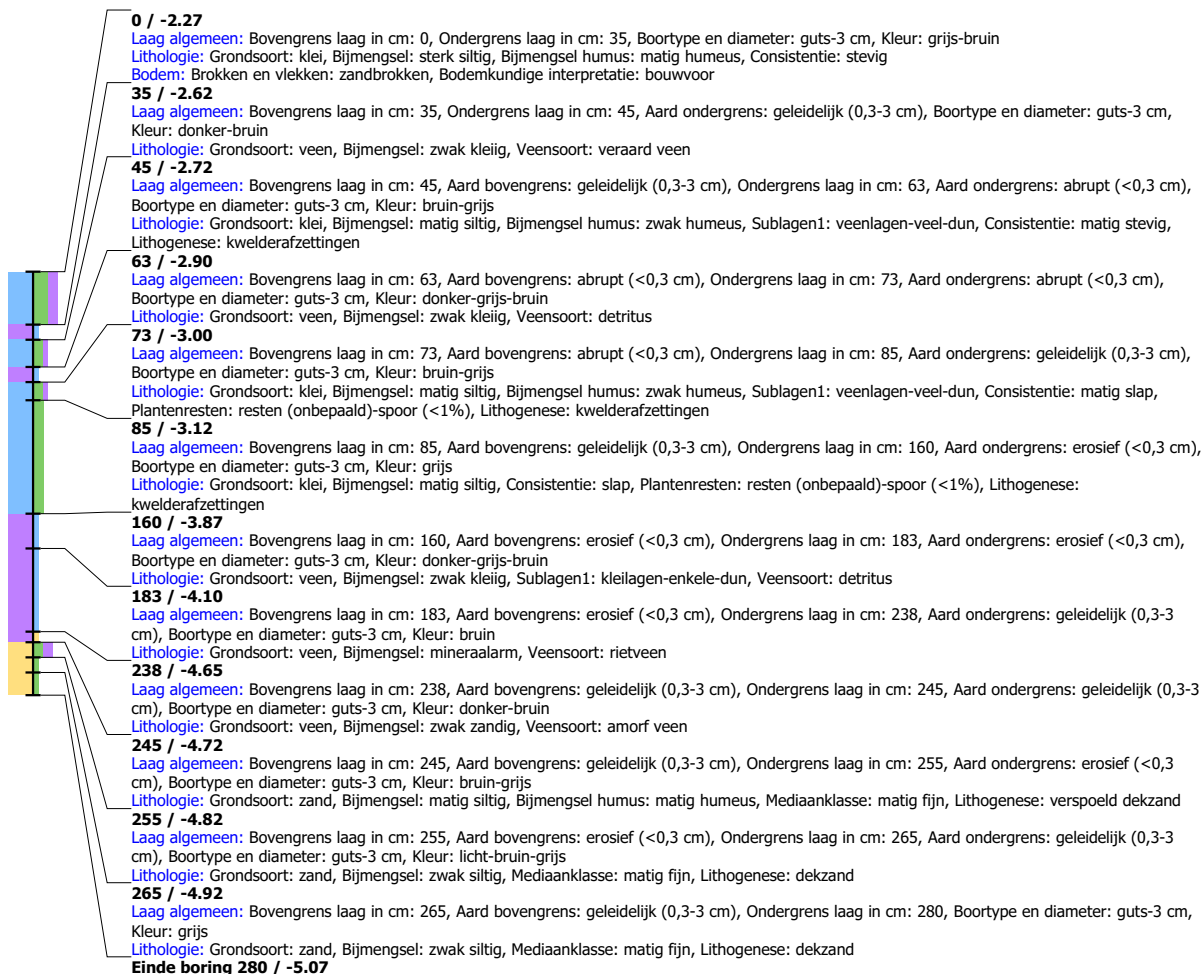 0 / -2.27
Laag algemeen: Bovengrens laag in cm: 0, Ondergrens laag in cm: 35, Boortype en diameter: guts-3 cm, Kleur: grijs-bruin
Lithologie: Grondsoort: klei, Bijmengsel: sterk siltig, Bijmengsel humus: matig humeus, Consistentie: stevig
Bodem: Brokken en vlekken: zandbrokken, Bodemkundige interpretatie: bouwvoor
35 / -2.62
Laag algemeen: Bovengrens laag in cm: 35, Ondergrens laag in cm: 45, Aard ondergrens: geleidelijk (0,3-3 cm), Boortype en diameter: guts-3 cm,
Kleur: donker-bruin
Lithologie: Grondsoort: veen, Bijmengsel: zwak kleiig, Veensoort: veraard veen
45 / -2.72
Laag algemeen: Bovengrens laag in cm: 45, Aard bovengrens: geleidelijk (0,3-3 cm), Ondergrens laag in cm: 63, Aard ondergrens: abrupt (<0,3 cm),
Boortype en diameter: guts-3 cm, Kleur: bruin-grijs
Lithologie: Grondsoort: klei, Bijmengsel: matig siltig, Bijmengsel humus: zwak humeus, Sublagen1: veenlagen-veel-dun, Consistentie: matig stevig,
Lithogenese: kwelderafzettingen
63 / -2.90
Laag algemeen: Bovengrens laag in cm: 63, Aard bovengrens: abrupt (<0,3 cm), Ondergrens laag in cm: 73, Aard ondergrens: abrupt (<0,3 cm),
Boortype en diameter: guts-3 cm, Kleur: donker-grijs-bruin
Lithologie: Grondsoort: veen, Bijmengsel: zwak kleiig, Veensoort: detritus
73 / -3.00
Laag algemeen: Bovengrens laag in cm: 73, Aard bovengrens: abrupt (<0,3 cm), Ondergrens laag in cm: 85, Aard ondergrens: geleidelijk (0,3-3 cm),
Boortype en diameter: guts-3 cm, Kleur: bruin-grijs
Lithologie: Grondsoort: klei, Bijmengsel: matig siltig, Bijmengsel humus: zwak humeus, Sublagen1: veenlagen-veel-dun, Consistentie: matig slap,
Plantenresten: resten (onbepaald)-spoor (<1%), Lithogenese: kwelderafzettingen
85 / -3.12
Laag algemeen: Bovengrens laag in cm: 85, Aard bovengrens: geleidelijk (0,3-3 cm), Ondergrens laag in cm: 160, Aard ondergrens: erosief (<0,3 cm),
Boortype en diameter: guts-3 cm, Kleur: grijs
Lithologie: Grondsoort: klei, Bijmengsel: matig siltig, Consistentie: slap, Plantenresten: resten (onbepaald)-spoor (<1%), Lithogenese:
kwelderafzettingen
160 / -3.87
Laag algemeen: Bovengrens laag in cm: 160, Aard bovengrens: erosief (<0,3 cm), Ondergrens laag in cm: 183, Aard ondergrens: erosief (<0,3 cm),
Boortype en diameter: guts-3 cm, Kleur: donker-grijs-bruin
Lithologie: Grondsoort: veen, Bijmengsel: zwak kleiig, Sublagen1: kleilagen-enkele-dun, Veensoort: detritus
183 / -4.10
Laag algemeen: Bovengrens laag in cm: 183, Aard bovengrens: erosief (<0,3 cm), Ondergrens laag in cm: 238, Aard ondergrens: geleidelijk (0,3-3
cm), Boortype en diameter: guts-3 cm, Kleur: bruin
Lithologie: Grondsoort: veen, Bijmengsel: mineraalarm, Veensoort: rietveen
238 / -4.65
Laag algemeen: Bovengrens laag in cm: 238, Aard bovengrens: geleidelijk (0,3-3 cm), Ondergrens laag in cm: 245, Aard ondergrens: geleidelijk (0,3-3
cm), Boortype en diameter: guts-3 cm, Kleur: donker-bruin
Lithologie: Grondsoort: veen, Bijmengsel: zwak zandig, Veensoort: amorf veen
245 / -4.72
Laag algemeen: Bovengrens laag in cm: 245, Aard bovengrens: geleidelijk (0,3-3 cm), Ondergrens laag in cm: 255, Aard ondergrens: erosief (<0,3
cm), Boortype en diameter: guts-3 cm, Kleur: bruin-grijs
Lithologie: Grondsoort: zand, Bijmengsel: matig siltig, Bijmengsel humus: matig humeus, Mediaanklasse: matig fijn, Lithogenese: verspoeld dekzand
255 / -4.82
Laag algemeen: Bovengrens laag in cm: 255, Aard bovengrens: erosief (<0,3 cm), Ondergrens laag in cm: 265, Aard ondergrens: geleidelijk (0,3-3
cm), Boortype en diameter: guts-3 cm, Kleur: licht-bruin-grijs
Lithologie: Grondsoort: zand, Bijmengsel: zwak siltig, Mediaanklasse: matig fijn, Lithogenese: dekzand
265 / -4.92
Laag algemeen: Bovengrens laag in cm: 265, Aard bovengrens: geleidelijk (0,3-3 cm), Ondergrens laag in cm: 280, Boortype en diameter: guts-3 cm,
Kleur: grijs
Lithologie: Grondsoort: zand, Bijmengsel: zwak siltig, Mediaanklasse: matig fijn, Lithogenese: dekzand
Einde boring 280 / -5.07